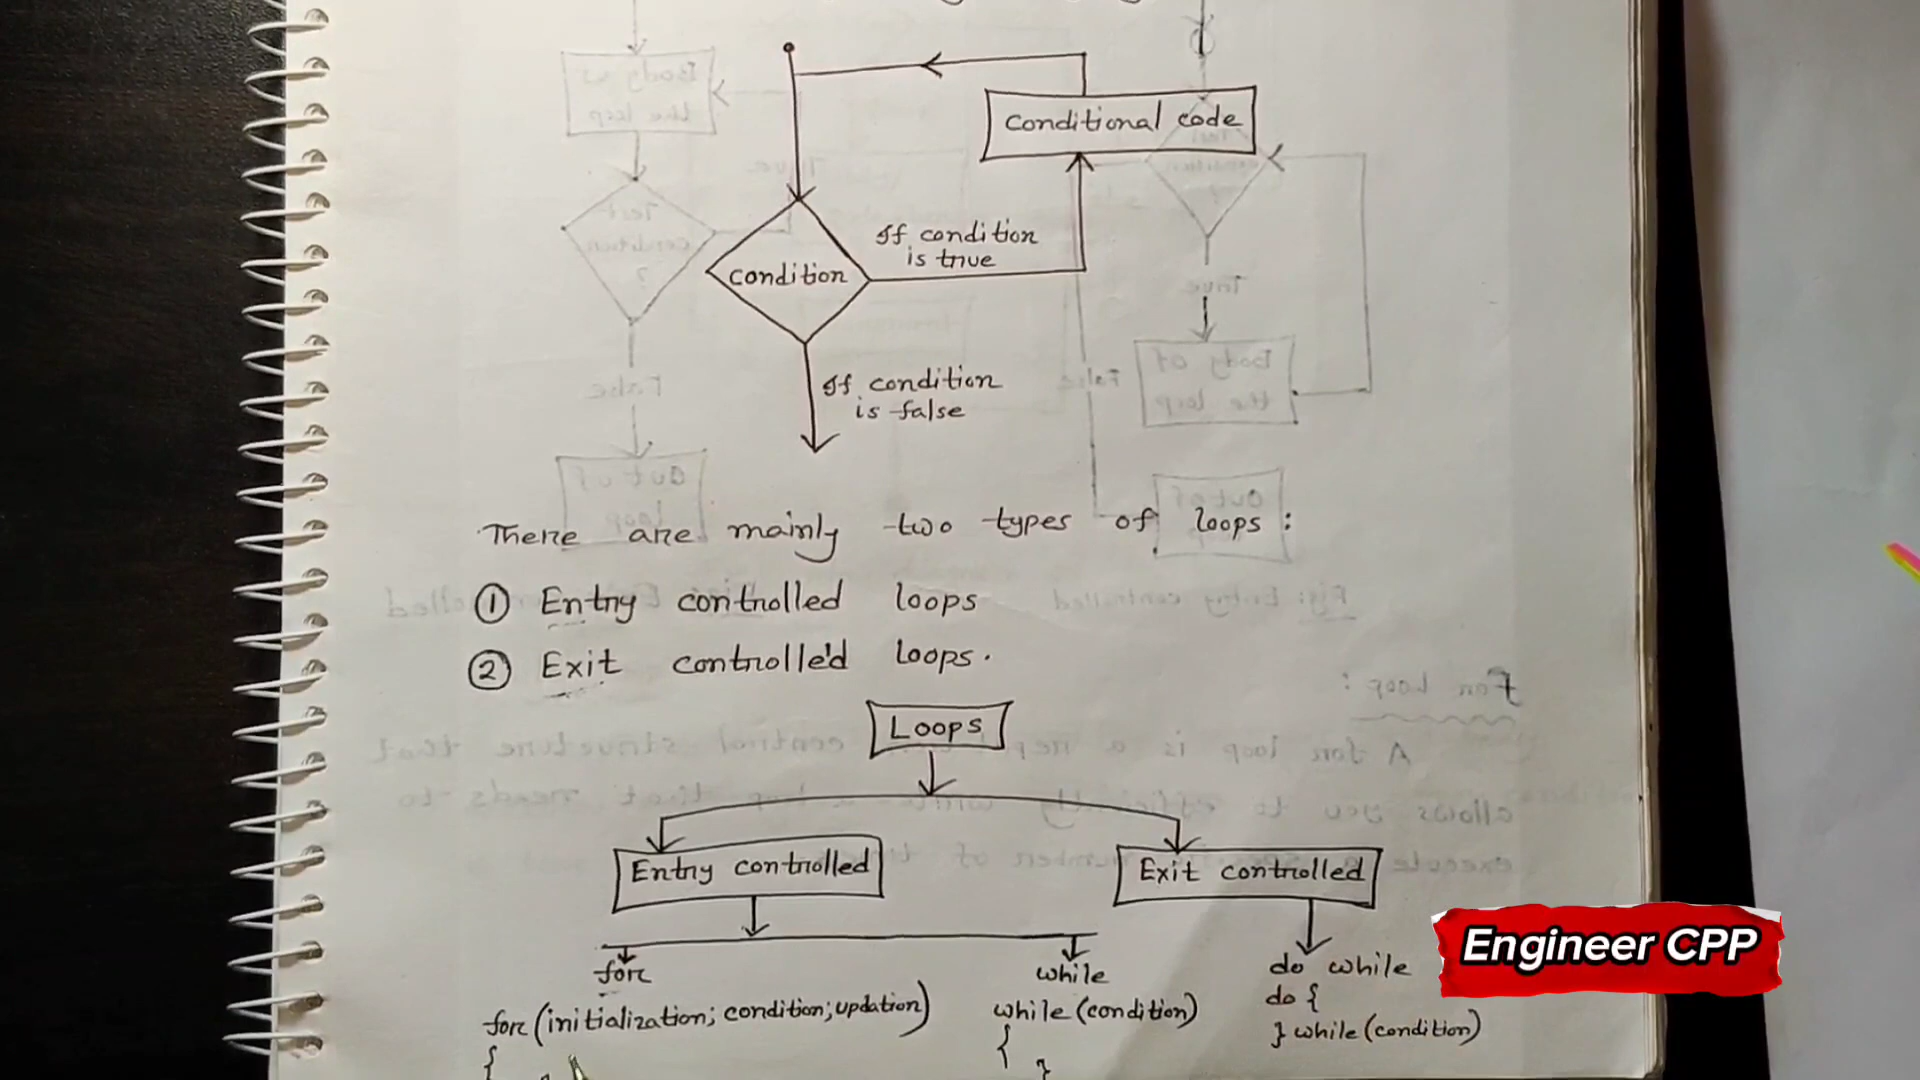 conditional code
If condition
is true
condition
If condition
is false
There are mainly two types of loops:
① Entry controlled loops
② Exit controlled loops.
Loops
Entry controlled
Exit controlled
for
while
do while
for (initialization; condition; updation)
{
while (condition)
{
}
do {
} while (condition)
Engineer CPP